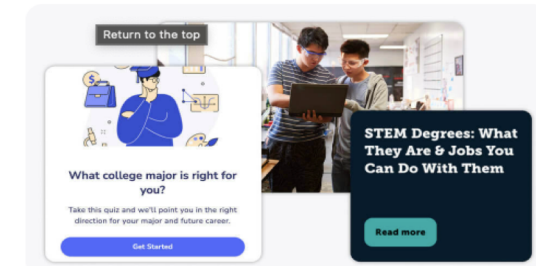 Return to the top
What college major is right for
you?
Take this quiz and we'll point you in the right
direction for your major and future career.
Get Started
STEM Degrees: What
They Are & Jobs You
Can Do With Them
Read more